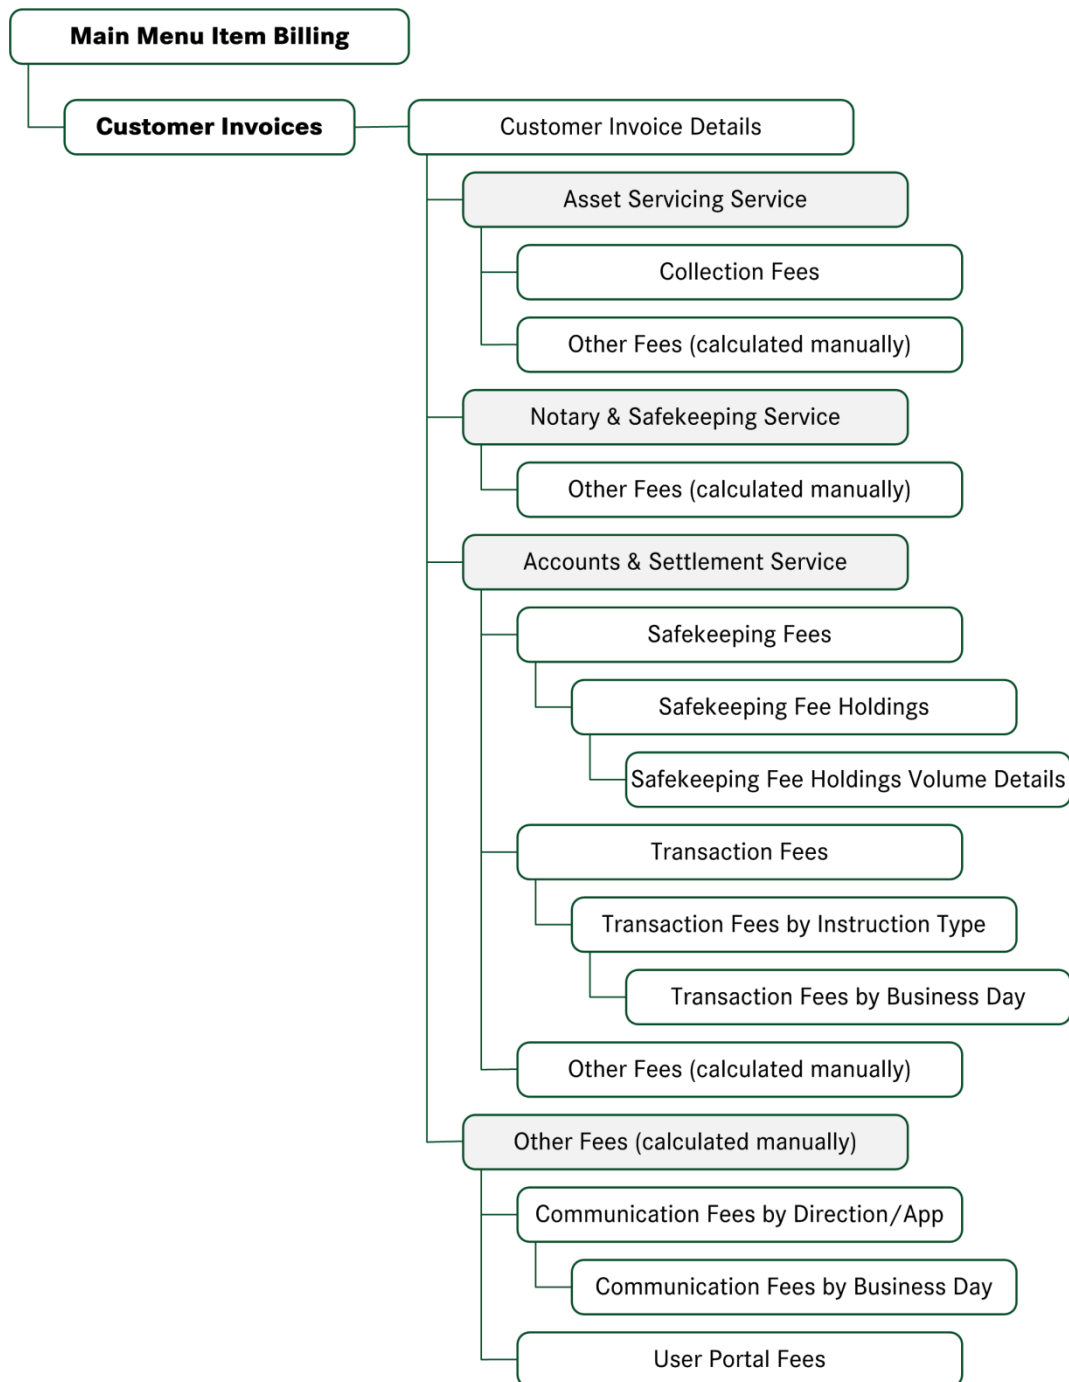 Main Menu Item Billing
Customer Invoices
Customer Invoice Details
Asset Servicing Service
Collection Fees
Other Fees (calculated manually)
Notary & Safekeeping Service
Other Fees (calculated manually)
Accounts & Settlement Service
Safekeeping Fees
Safekeeping Fee Holdings
Safekeeping Fee Holdings Volume Details
Transaction Fees
Transaction Fees by Instruction Type
Transaction Fees by Business Day
Other Fees (calculated manually)
Other Fees (calculated manually)
Communication Fees by Direction/App
Communication Fees by Business Day
User Portal Fees